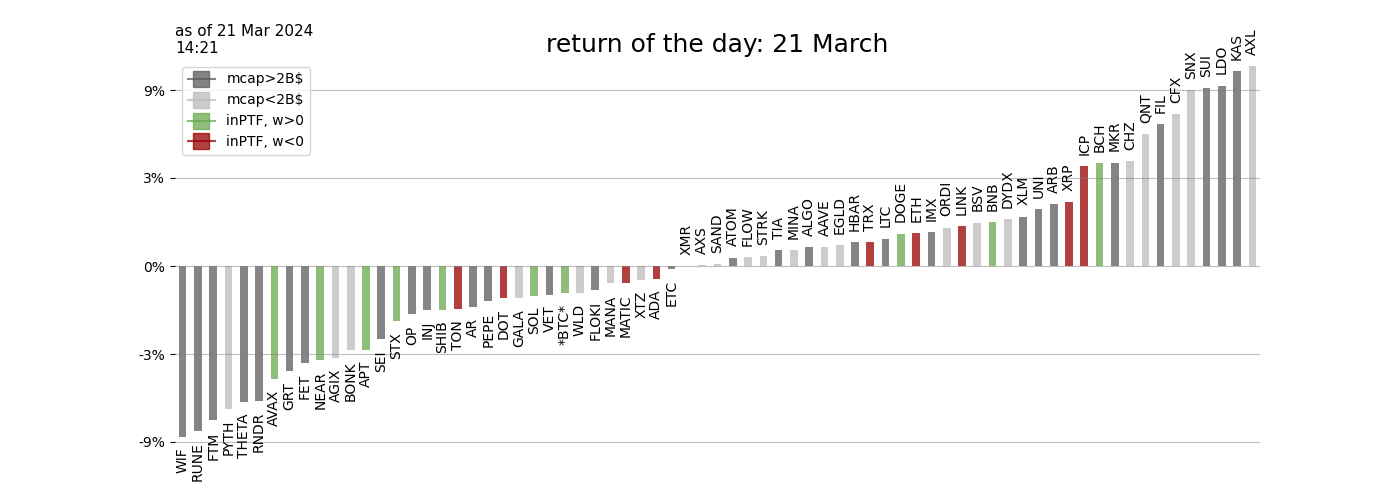 as of 21 Mar 2024
14:21
return of the day: 21 March
mcap>2B$
mcap<2B$
inPTF, w>0
inPTF, w<0
9%
3%
0%
-3%
-9%
WIF
RUNE
FTM
PYTH
THETA
RNDR
AVAX
GRT
FET
NEAR
AGIX
BONK
APT
SEI
STX
OP
INJ
SHIB
TON
AR
PEPE
DOT
GALA
SOL
VET
*BTC*
WLD
FLOKI
MANA
MATIC
XTZ
ADA
ETC
XMR
AXS
SAND
ATOM
FLOW
STRK
TIA
MINA
ALGO
AAVE
EGLD
HBAR
TRX
LTC
DOGE
ETH
IMX
ORDI
LINK
BSV
BNB
DYDX
XLM
UNI
ARB
XRP
ICP
BCH
MKR
CHZ
QNT
FIL
CFX
SNX
SUI
LDO
KAS
AXL